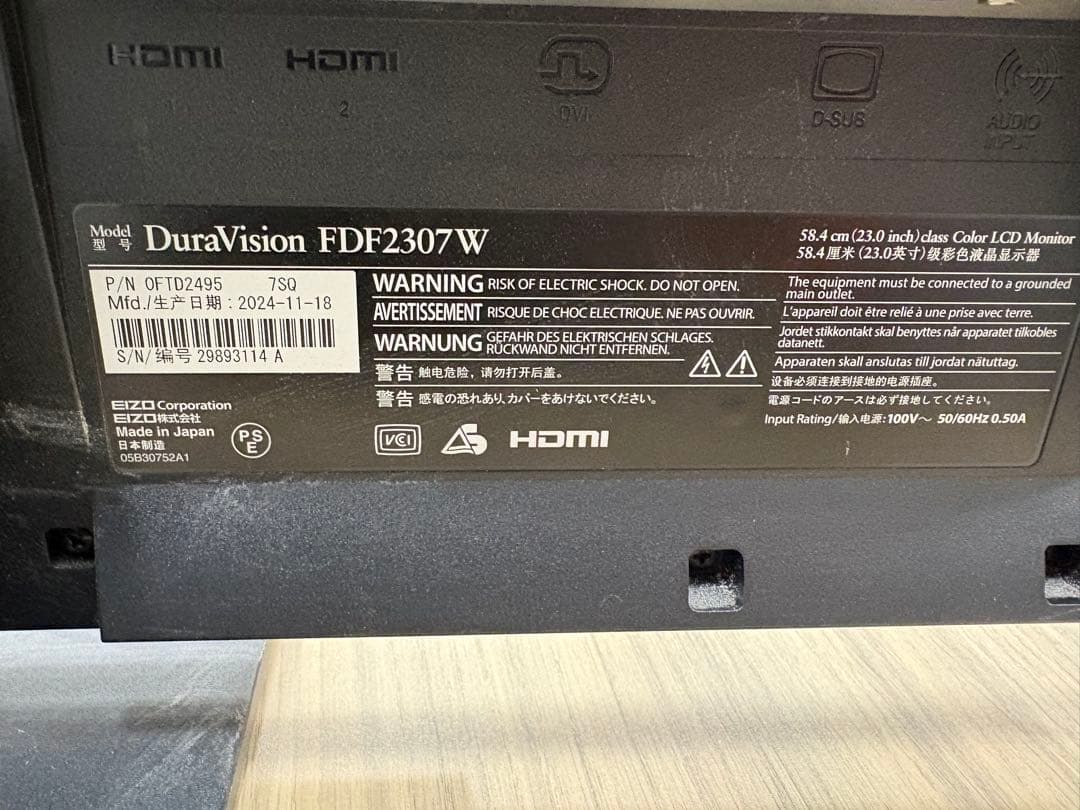 HDMI HDMI DVI D-SUB AUDIO
1 2 INPUT
Model
型 号
DuraVision FDF2307W
58.4 cm (23.0 inch) class Color LCD Monitor
58.4 厘米 (23.0英寸) 级彩色液晶显示器
P/N 0FTD2495 7SQ
Mfd./生产日期 : 2024-11-18
S/N/编号 29893114 A
EIZO Corporation
EIZO株式会社
Made in Japan
日本制造
05B30752A1
PS
E
WARNING RISK OF ELECTRIC SHOCK. DO NOT OPEN.
AVERTISSEMENT RISQUE DE CHOC ELECTRIQUE. NE PAS OUVRIR.
WARNUNG GEFAHR DES ELEKTRISCHEN SCHLAGES.
RÜCKWAND NICHT ENTFERNEN.
警告 触电危险，请勿打开后盖。
警告 感電の恐れあり、カバーをあけないでください。
VCI HDMI
The equipment must be connected to a grounded
main outlet.
L'appareil doit être relié à une prise avec terre.
Jordet stikkontakt skal benyttes når apparatet tilkobles
datanett.
Apparaten skall anslutas till jordat nätuttag.
设备必须连接到接地的电源插座。
電源コードのアースは必ず接地してください。
Input Rating/输入电源:100V～ 50/60Hz 0.50A